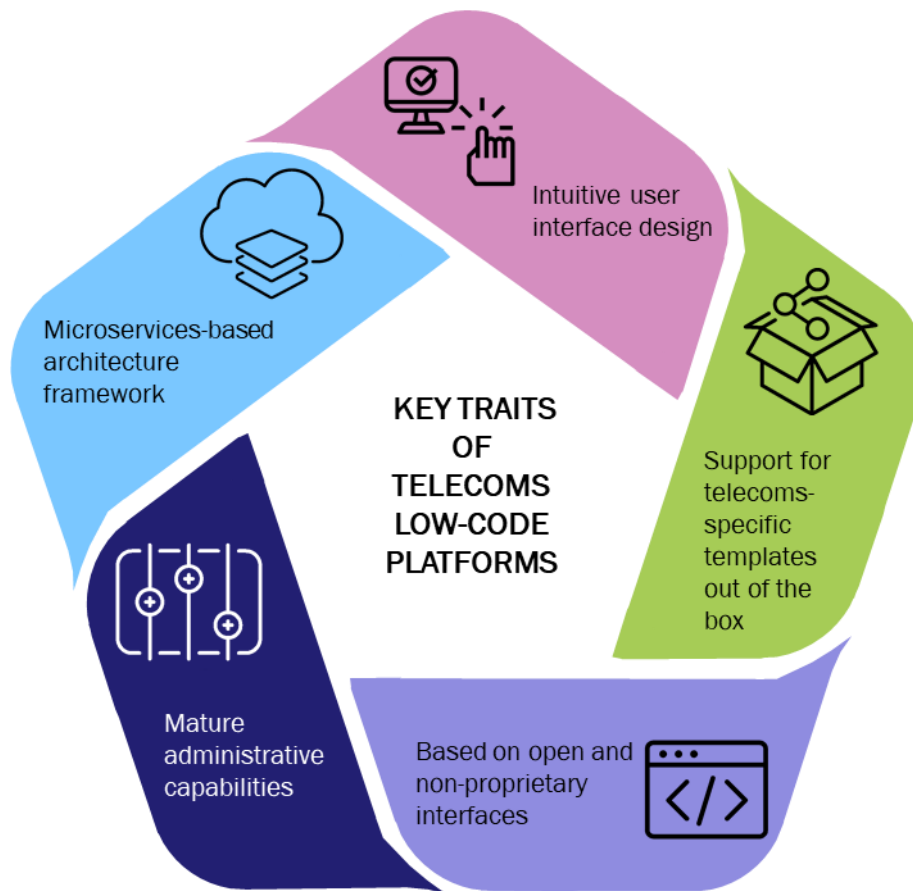 Intuitive user
interface design
Microservices-based
architecture
framework
KEY TRAITS
OF
TELECOMS
LOW-CODE
PLATFORMS
Support for
telecoms-
specific
templates
out of the
box
Mature
administrative
capabilities
Based on open and
non-proprietary
interfaces